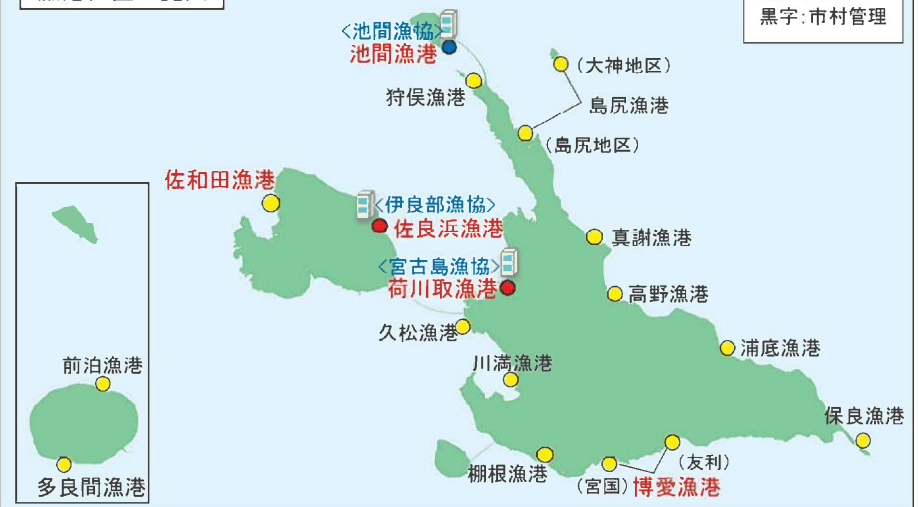 黒字：市村管理
<池間漁協>
池間漁港
(大神地区)
狩俣漁港
島尻漁港
(島尻地区)
佐和田漁港
<伊良部漁協>
佐良浜漁港
真謝漁港
<宮古島漁協>
荷川取漁港
高野漁港
久松漁港
浦底漁港
前泊漁港
川満漁港
保良漁港
棚根漁港
(友利)
(宮国)
博愛漁港
多良間漁港